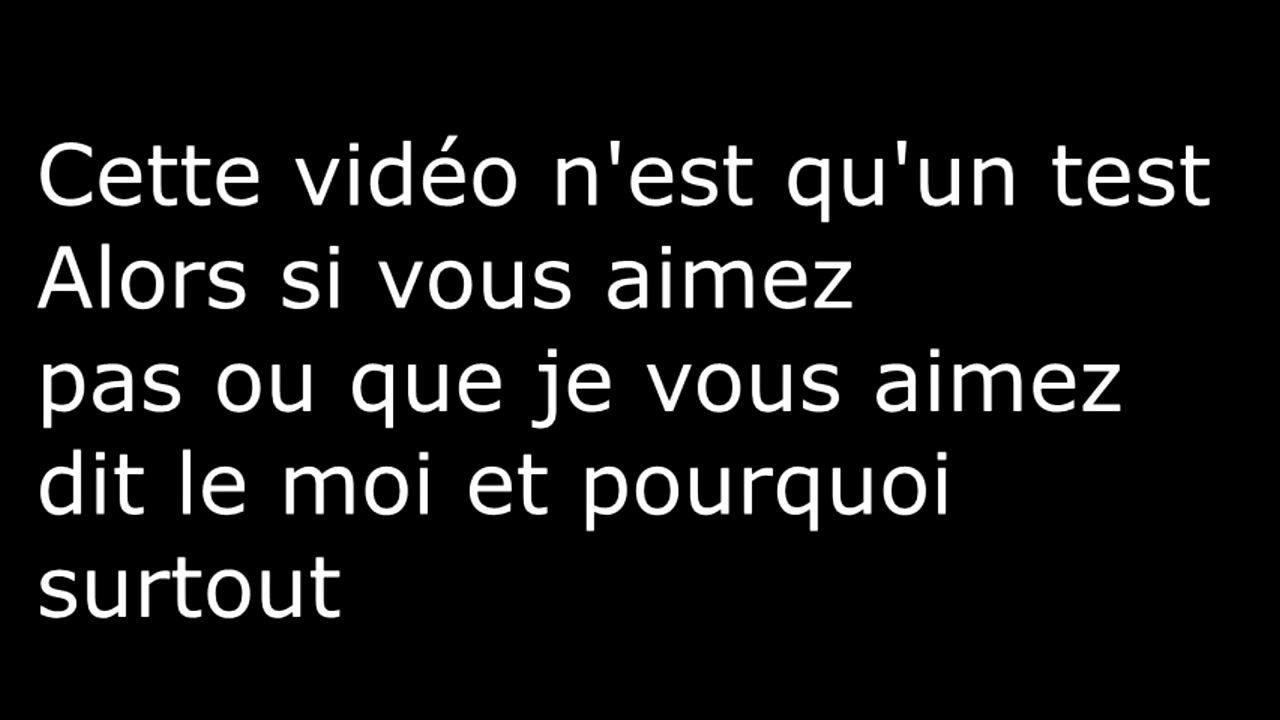 Cette vidéo n'est qu'un test
Alors si vous aimez
pas ou que je vous aimez
dit le moi et pourquoi
surtout